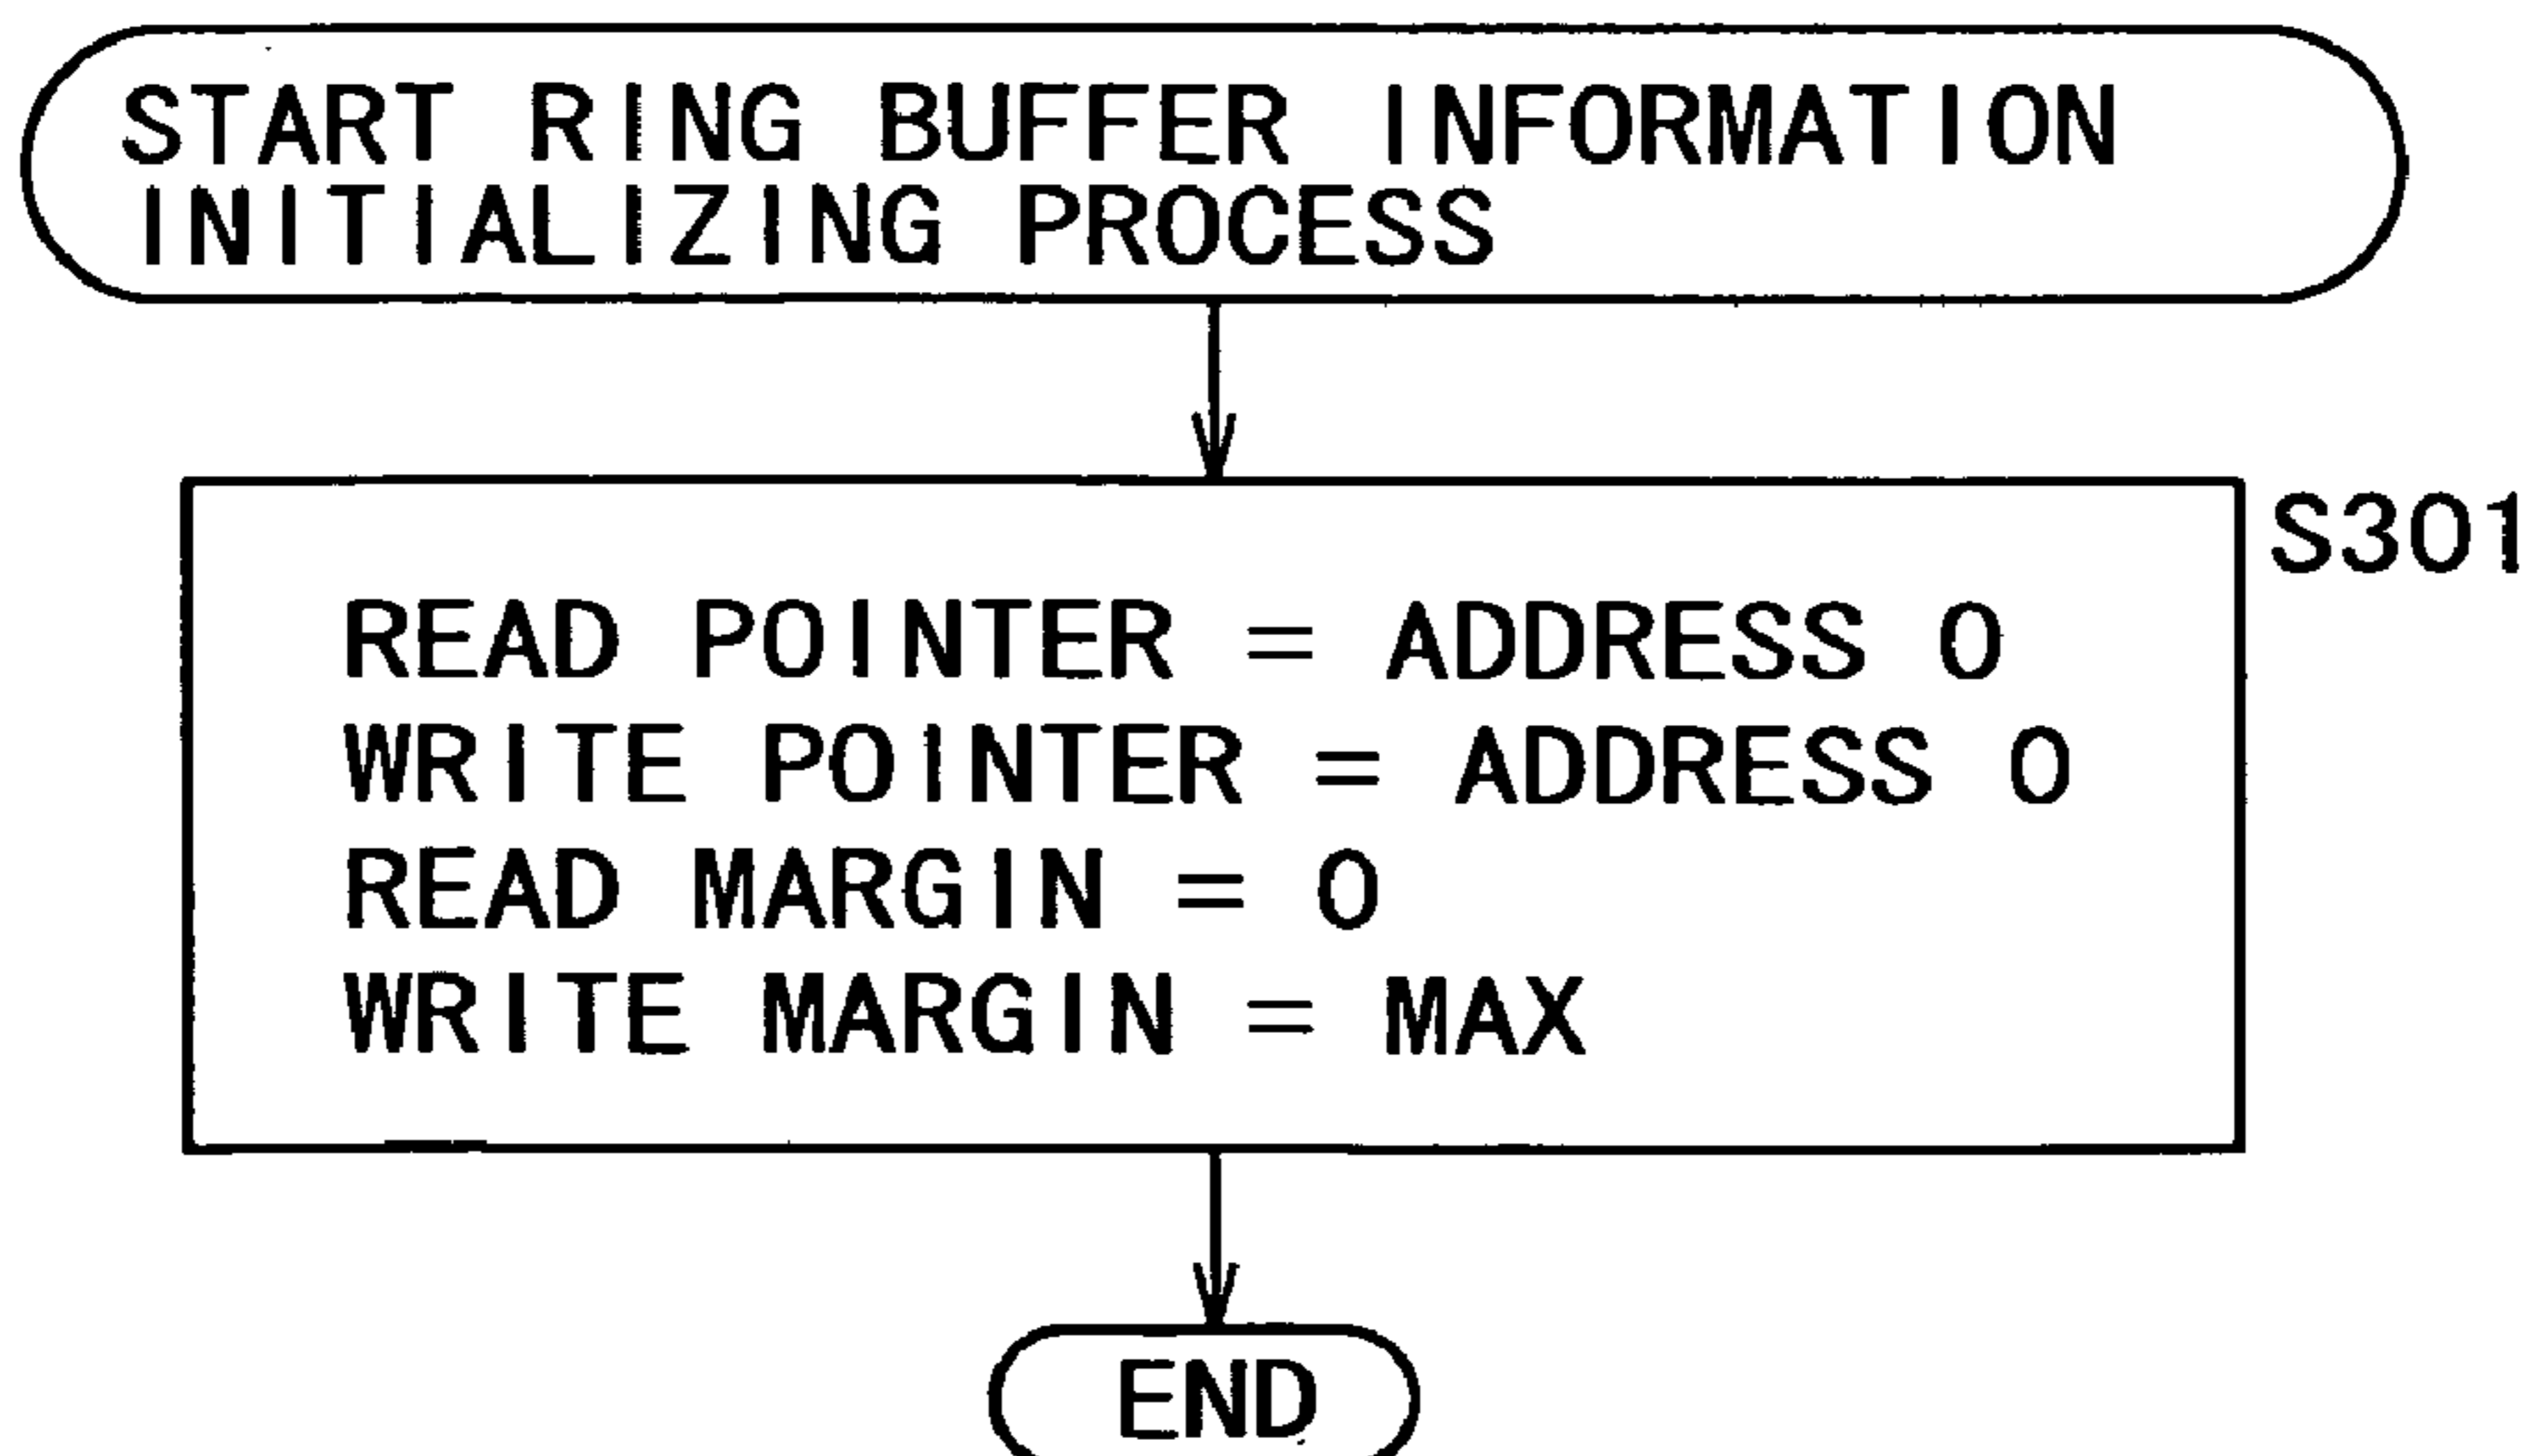 START RING BUFFER INFORMATION
INITIALIZING PROCESS
S301
READ POINTER = ADDRESS 0
WRITE POINTER = ADDRESS 0
READ MARGIN = 0
WRITE MARGIN = MAX
END